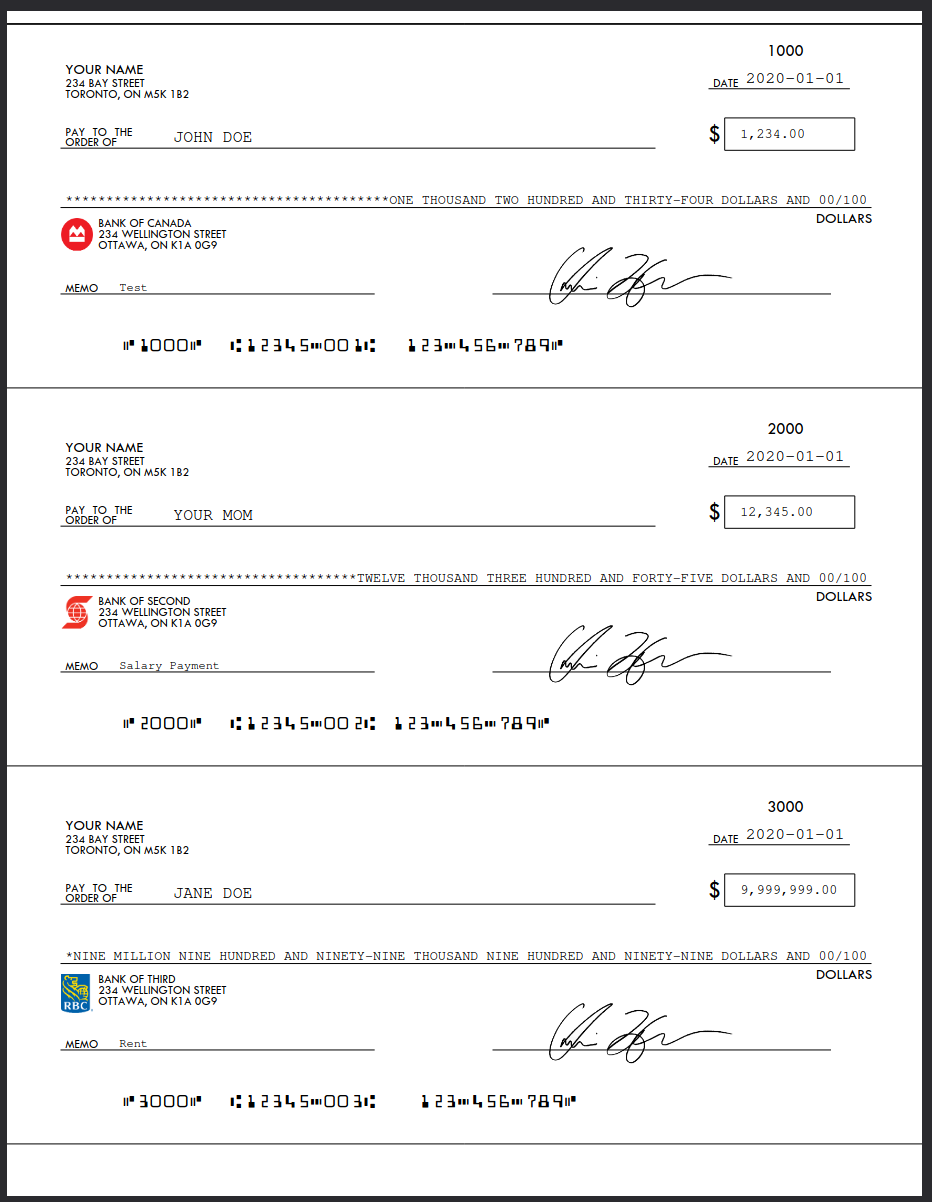 1000
YOUR NAME
234 BAY STREET
TORONTO, ON M5K 1B2
DATE 2020-01-01
PAY TO THE
ORDER OF JOHN DOE
$ 1,234.00
****************************************ONE THOUSAND TWO HUNDRED AND THIRTY-FOUR DOLLARS AND 00/100
DOLLARS
BANK OF CANADA
234 WELLINGTON STREET
OTTAWA, ON K1A 0G9
MEMO Test
⑈1000⑈ ⑆12345⑉001⑆ 123⑉456⑉789⑈
2000
YOUR NAME
234 BAY STREET
TORONTO, ON M5K 1B2
DATE 2020-01-01
PAY TO THE
ORDER OF YOUR MOM
$ 12,345.00
************************************TWELVE THOUSAND THREE HUNDRED AND FORTY-FIVE DOLLARS AND 00/100
DOLLARS
BANK OF SECOND
234 WELLINGTON STREET
OTTAWA, ON K1A 0G9
MEMO Salary Payment
⑈2000⑈ ⑆12345⑉002⑆ 123⑉456⑉789⑈
3000
YOUR NAME
234 BAY STREET
TORONTO, ON M5K 1B2
DATE 2020-01-01
PAY TO THE
ORDER OF JANE DOE
$ 9,999,999.00
*NINE MILLION NINE HUNDRED AND NINETY-NINE THOUSAND NINE HUNDRED AND NINETY-NINE DOLLARS AND 00/100
DOLLARS
RBC
BANK OF THIRD
234 WELLINGTON STREET
OTTAWA, ON K1A 0G9
MEMO Rent
⑈3000⑈ ⑆12345⑉003⑆ 123⑉456⑉789⑈